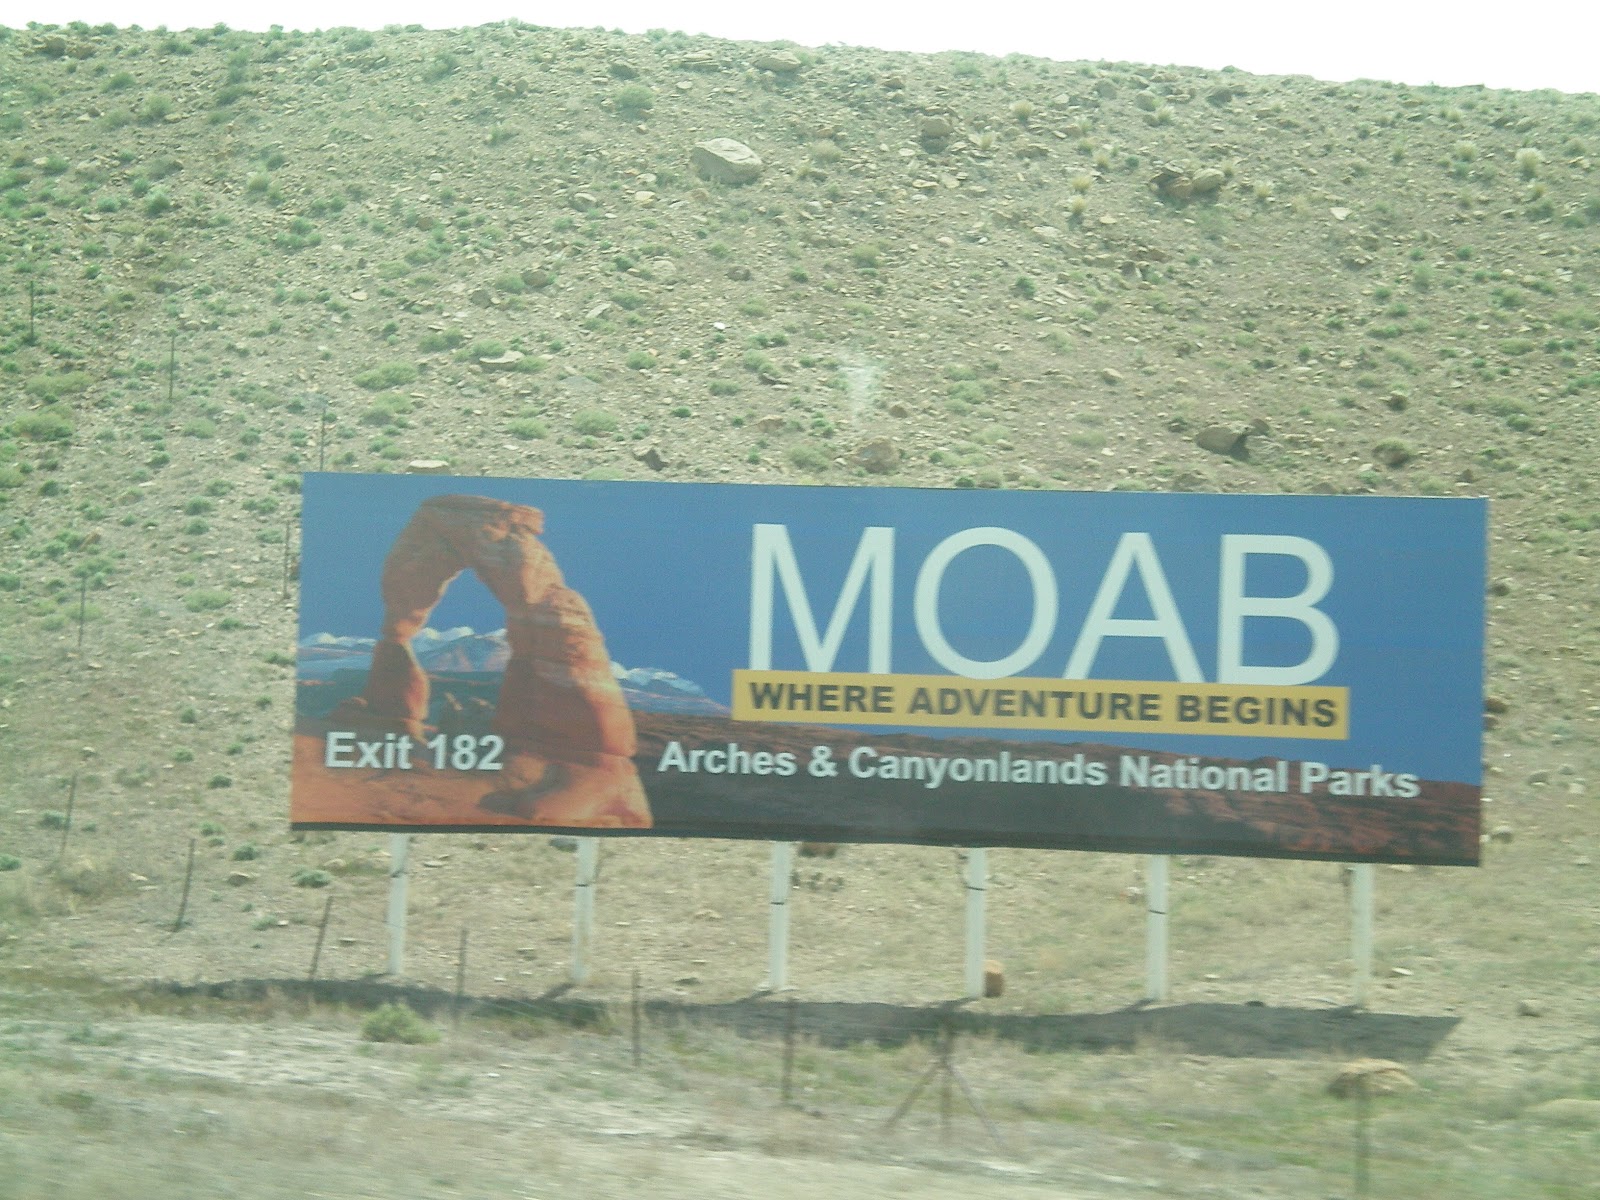 MOAB
WHERE ADVENTURE BEGINS
Exit 182
Arches & Canyonlands National Parks